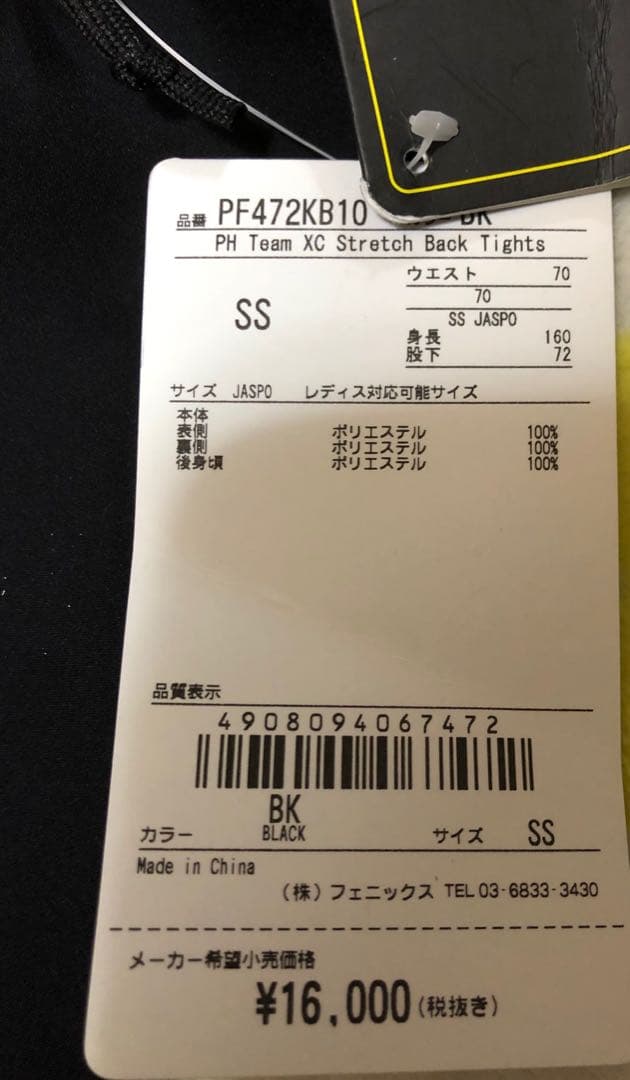 品番 PF472KB10 BK
PH Team XC Stretch Back Tights
SS
ウエスト 70
70
SS JASPO
身長 160
股下 72
サイズ JASPO レディス対応可能サイズ
本体
表側 ポリエステル 100%
裏側 ポリエステル 100%
後身頃 ポリエステル 100%
品質表示
4908094067472
BK
カラー BLACK サイズ SS
Made in China
(株)フェニックス TEL 03-6833-3430
メーカー希望小売価格
¥16,000(税抜き)